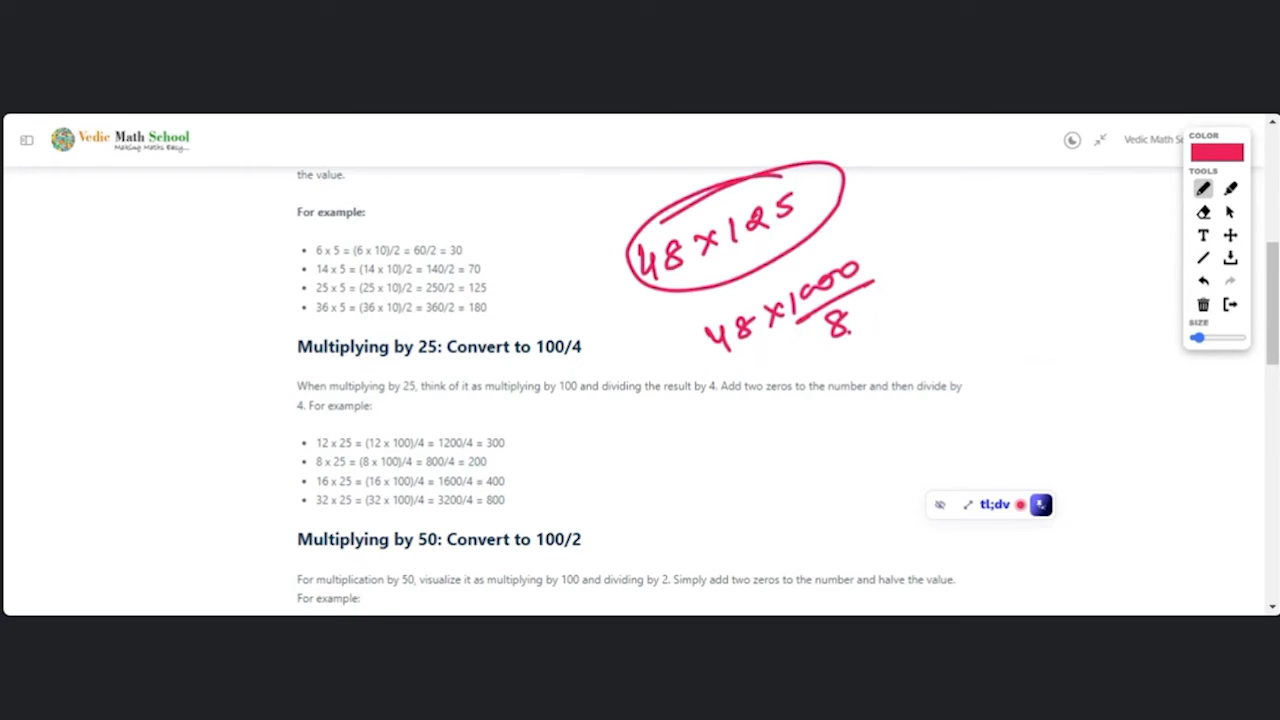 Vedic Math School
Making Maths Easy...
Vedic Math Sc
COLOR
TOOLS
T
SIZE
the value.
For example:
• 6 x 5 = (6 x 10)/2 = 60/2 = 30
• 14 x 5 = (14 x 10)/2 = 140/2 = 70
• 25 x 5 = (25 x 10)/2 = 250/2 = 125
• 36 x 5 = (36 x 10)/2 = 360/2 = 180
48 x 125
48 x 1000
8
Multiplying by 25: Convert to 100/4
When multiplying by 25, think of it as multiplying by 100 and dividing the result by 4. Add two zeros to the number and then divide by
4. For example:
• 12 x 25 = (12 x 100)/4 = 1200/4 = 300
• 8 x 25 = (8 x 100)/4 = 800/4 = 200
• 16 x 25 = (16 x 100)/4 = 1600/4 = 400
• 32 x 25 = (32 x 100)/4 = 3200/4 = 800
tl;dv
Multiplying by 50: Convert to 100/2
For multiplication by 50, visualize it as multiplying by 100 and dividing by 2. Simply add two zeros to the number and halve the value.
For example: